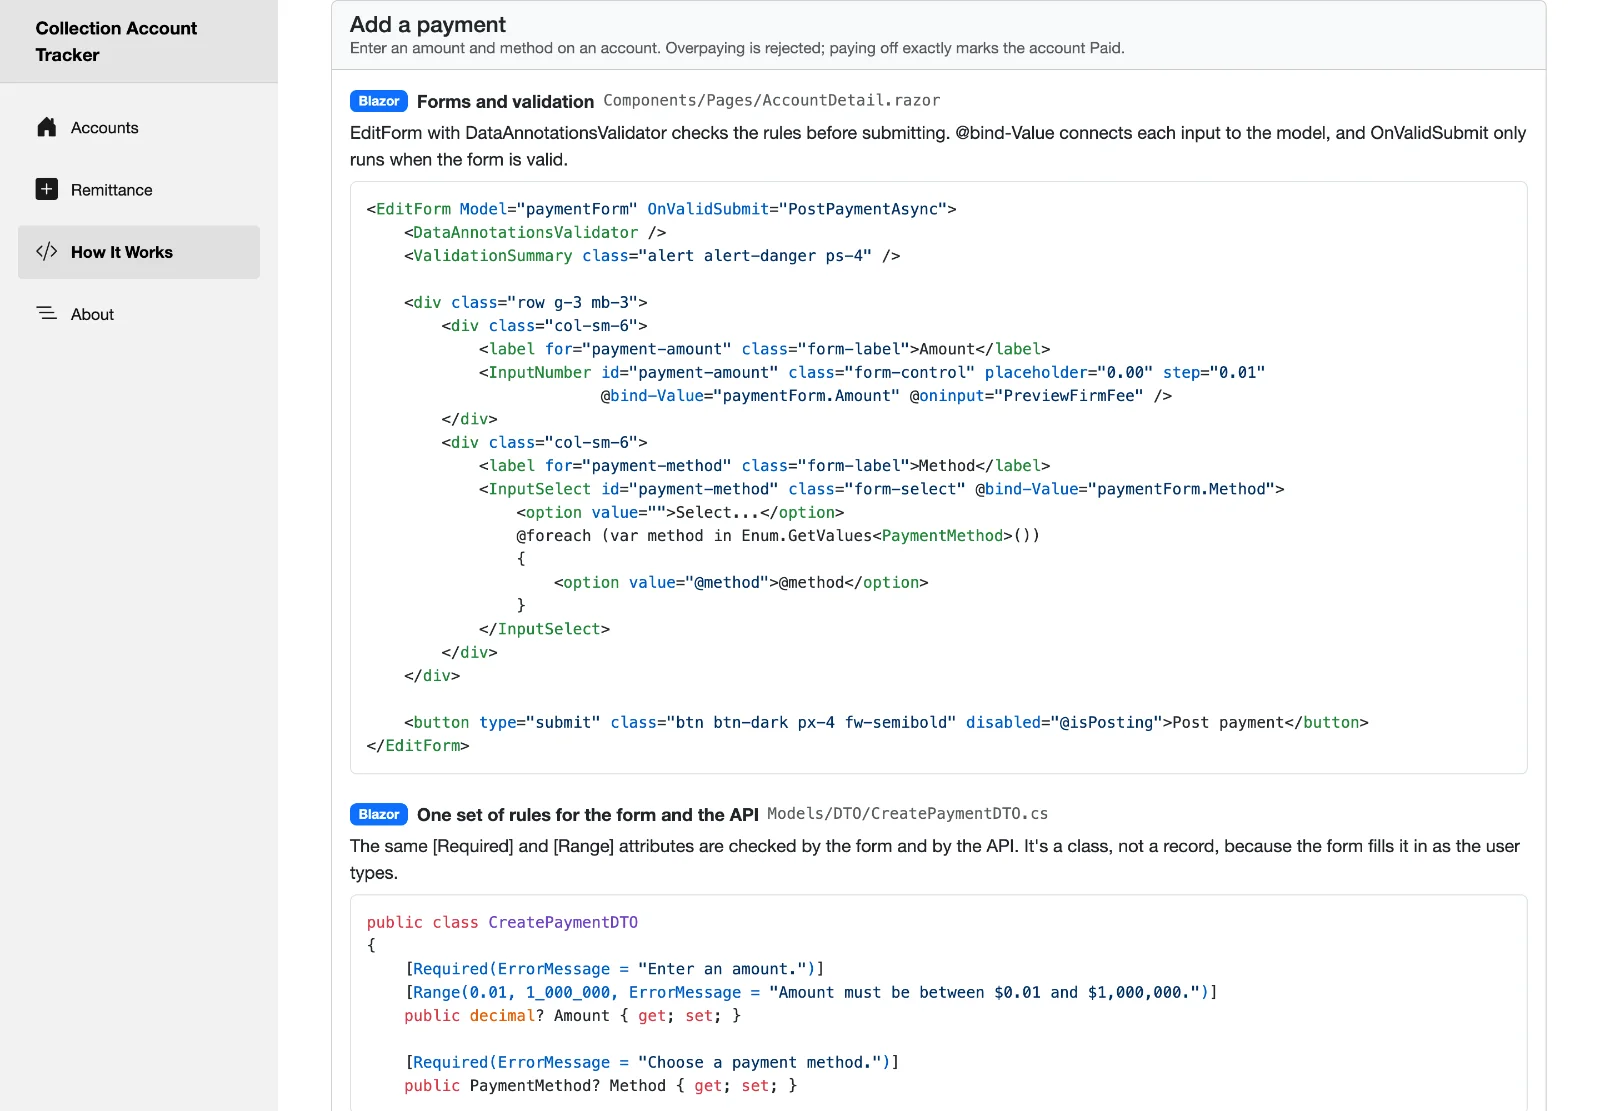 Collection Account
Tracker
Accounts
Remittance
How It Works
About
Add a payment
Enter an amount and method on an account. Overpaying is rejected; paying off exactly marks the account Paid.
Blazor Forms and validation Components/Pages/AccountDetail.razor
EditForm with DataAnnotationsValidator checks the rules before submitting. @bind-Value connects each input to the model, and OnValidSubmit only
runs when the form is valid.
<EditForm Model="paymentForm" OnValidSubmit="PostPaymentAsync">
    <DataAnnotationsValidator />
    <ValidationSummary class="alert alert-danger ps-4" />
    <div class="row g-3 mb-3">
        <div class="col-sm-6">
            <label for="payment-amount" class="form-label">Amount</label>
            <InputNumber id="payment-amount" class="form-control" placeholder="0.00" step="0.01"
                         @bind-Value="paymentForm.Amount" @oninput="PreviewFirmFee" />
        </div>
        <div class="col-sm-6">
            <label for="payment-method" class="form-label">Method</label>
            <InputSelect id="payment-method" class="form-select" @bind-Value="paymentForm.Method">
                <option value="">Select...</option>
                @foreach (var method in Enum.GetValues<PaymentMethod>())
                {
                    <option value="@method">@method</option>
                }
            </InputSelect>
        </div>
    </div>
    <button type="submit" class="btn btn-dark px-4 fw-semibold" disabled="@isPosting">Post payment</button>
</EditForm>
Blazor One set of rules for the form and the API Models/DTO/CreatePaymentDTO.cs
The same [Required] and [Range] attributes are checked by the form and by the API. It's a class, not a record, because the form fills it in as the user
types.
public class CreatePaymentDTO
{
    [Required(ErrorMessage = "Enter an amount.")]
    [Range(0.01, 1_000_000, ErrorMessage = "Amount must be between $0.01 and $1,000,000.")]
    public decimal? Amount { get; set; }
    [Required(ErrorMessage = "Choose a payment method.")]
    public PaymentMethod? Method { get; set; }